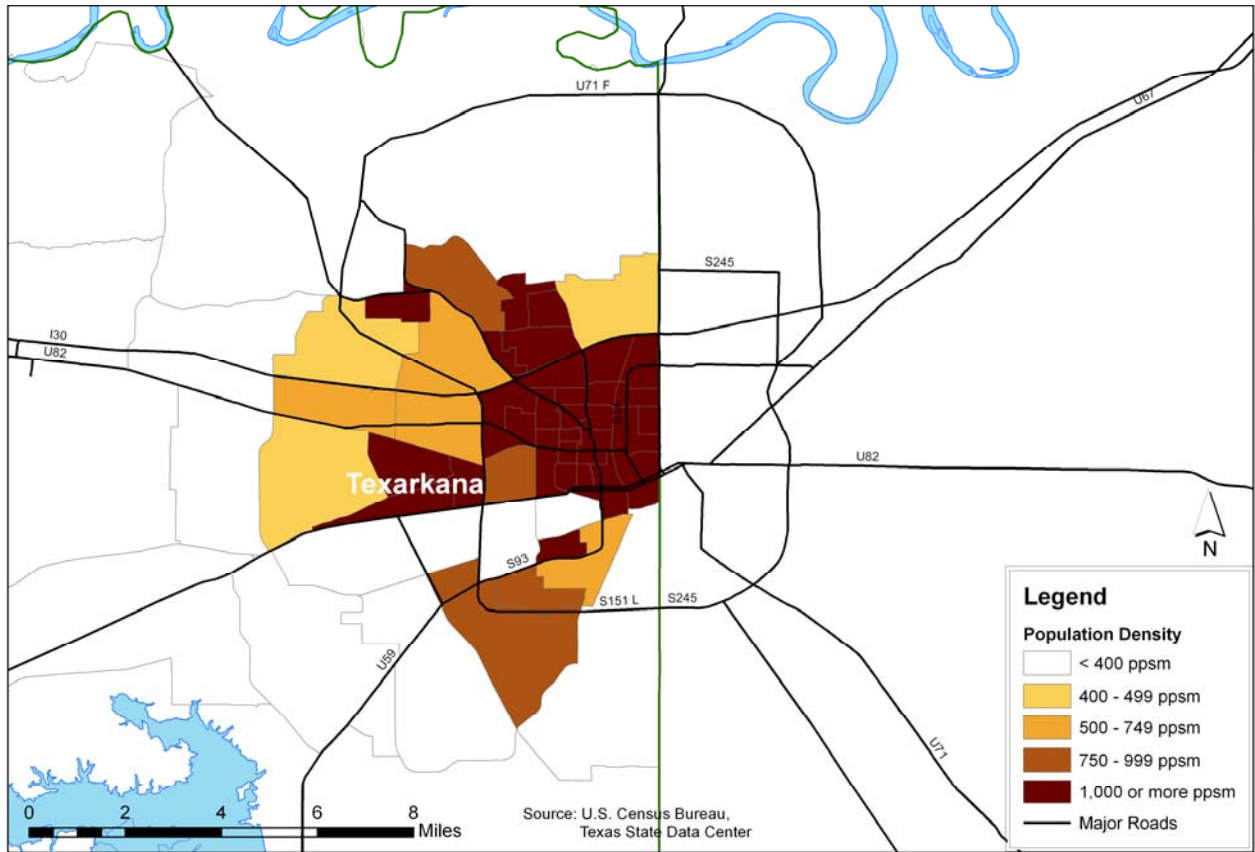 U71 F
U67
S245
I30
U82
Texarkana
U82
N
S93
S151 L
S245
U59
U71
Legend
Population Density
< 400 ppsm
400 - 499 ppsm
500 - 749 ppsm
750 - 999 ppsm
1,000 or more ppsm
Major Roads
0 2 4 6 8
Miles
Source: U.S. Census Bureau,
Texas State Data Center